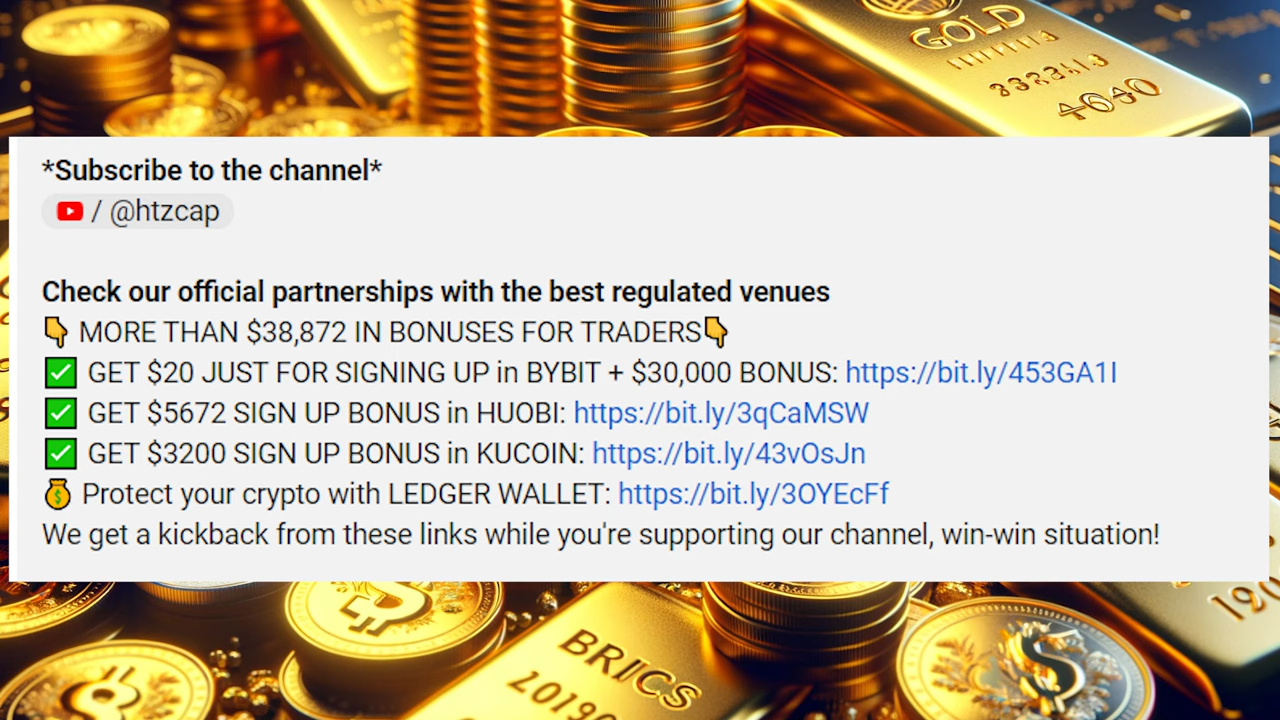 GOLD
*Subscribe to the channel*
/ @htzcap
Check our official partnerships with the best regulated venues
👇 MORE THAN $38,872 IN BONUSES FOR TRADERS👇
✅ GET $20 JUST FOR SIGNING UP in BYBIT + $30,000 BONUS: https://bit.ly/453GA1I
✅ GET $5672 SIGN UP BONUS in HUOBI: https://bit.ly/3qCaMSW
✅ GET $3200 SIGN UP BONUS in KUCOIN: https://bit.ly/43vOsJn
💰 Protect your crypto with LEDGER WALLET: https://bit.ly/3OYEcFf
We get a kickback from these links while you're supporting our channel, win-win situation!
BRICS